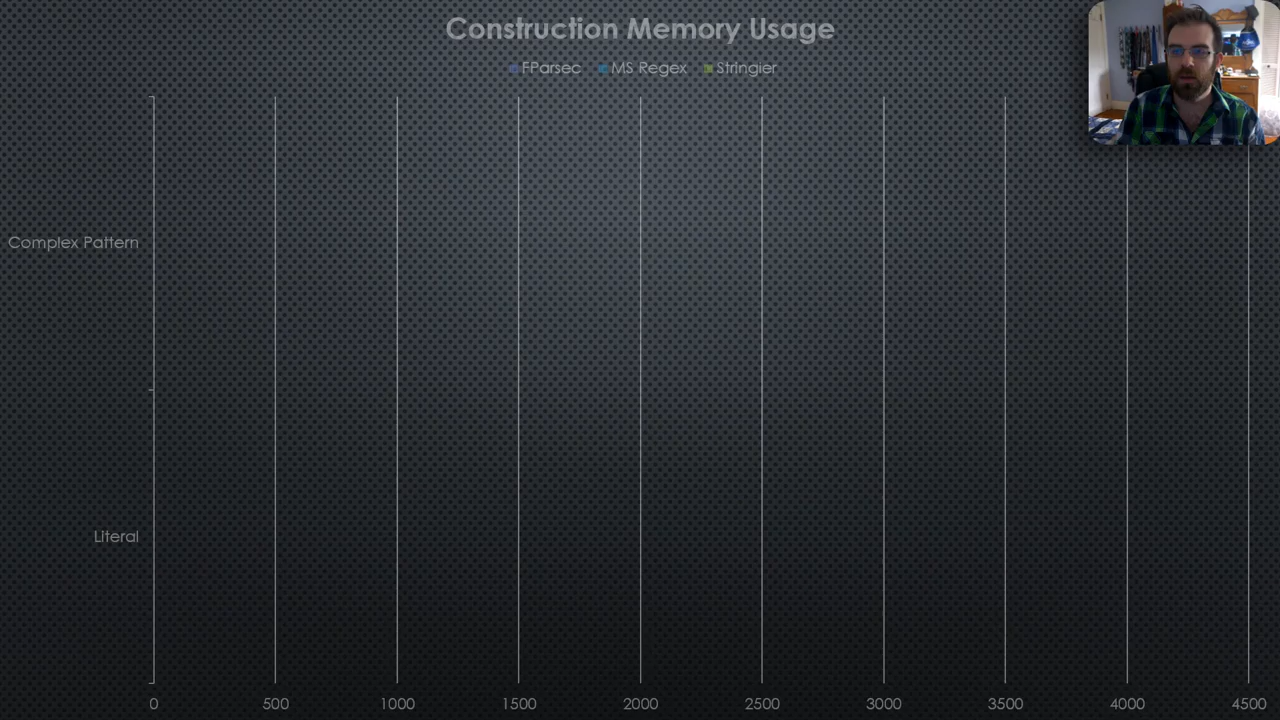 Construction Memory Usage
FParsec MS Regex Stringier
Complex Pattern
Literal
0 500 1000 1500 2000 2500 3000 3500 4000 4500